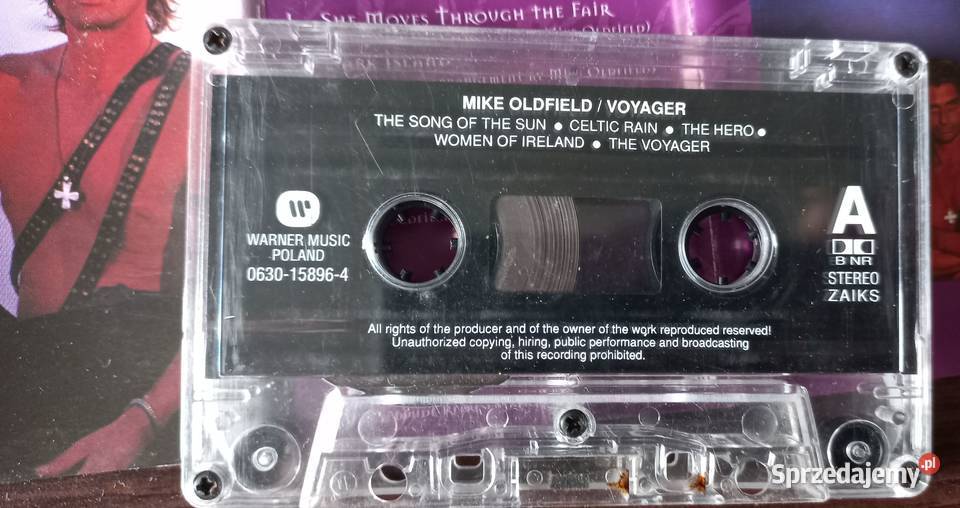 SHE MOVES THROUGH THE FAIR
MIKE OLDFIELD / VOYAGER
THE SONG OF THE SUN ● CELTIC RAIN ● THE HERO ●
WOMEN OF IRELAND ● THE VOYAGER
WARNER MUSIC
POLAND
0630-15896-4
A
B NR
STEREO
ZAIKS
All rights of the producer and of the owner of the work reproduced reserved!
Unauthorized copying, hiring, public performance and broadcasting
of this recording prohibited.
Sprzedajemy.pl